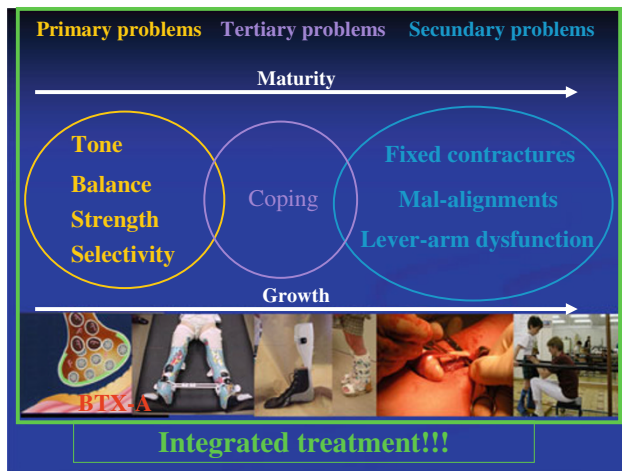 Primary problems Tertiary problems Secundary problems
Maturity
Tone
Balance
Strength
Selectivity
Coping
Fixed contractures
Mal-alignments
Lever-arm dysfunction
Growth
BTX-A
Integrated treatment!!!